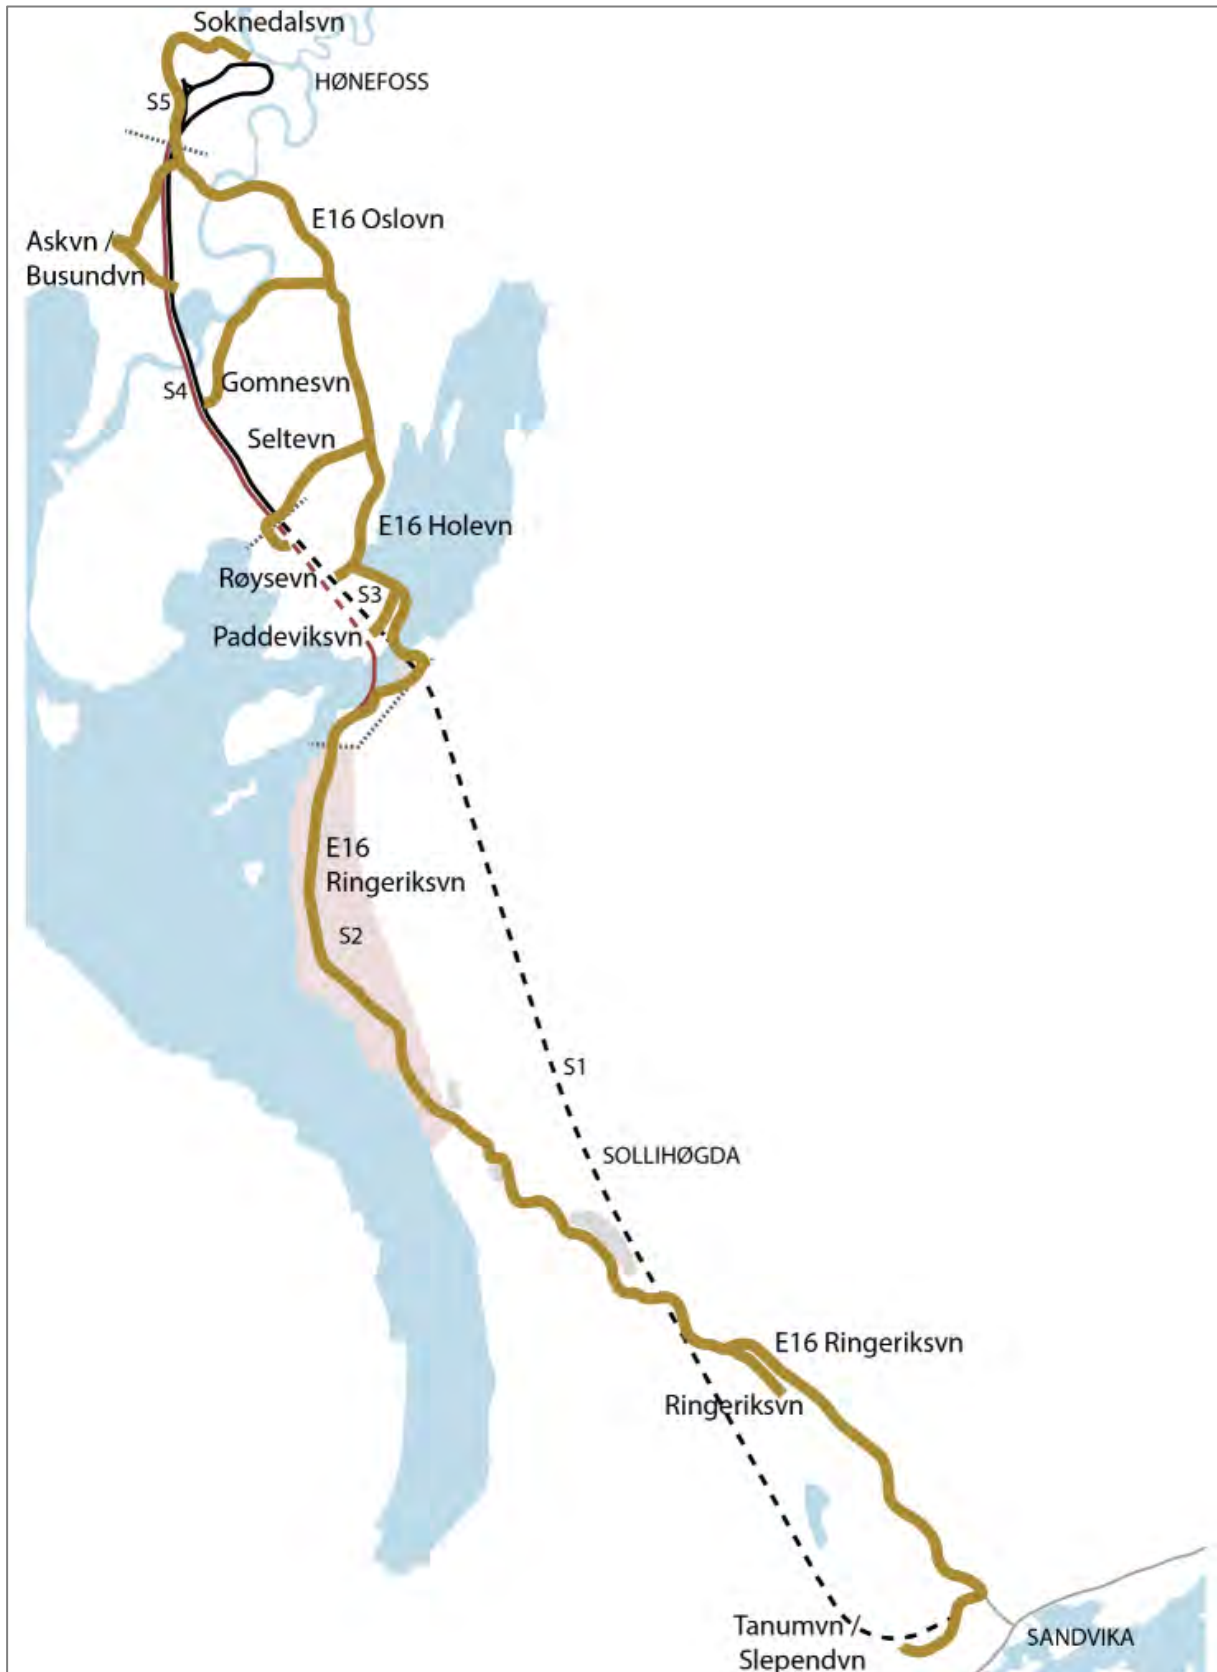 Soknedalsvn
HØNEFOSS
S5
E16 Oslovn
Askvn /
Busundvn
S4
Gomnesvn
Seltevn
E16 Holevn
Røysevn
S3
Paddeviksvn
E16
Ringeriksvn
S2
S1
SOLLIHØGDA
E16 Ringeriksvn
Ringeriksvn
Tanumvn /
Slependvn
SANDVIKA